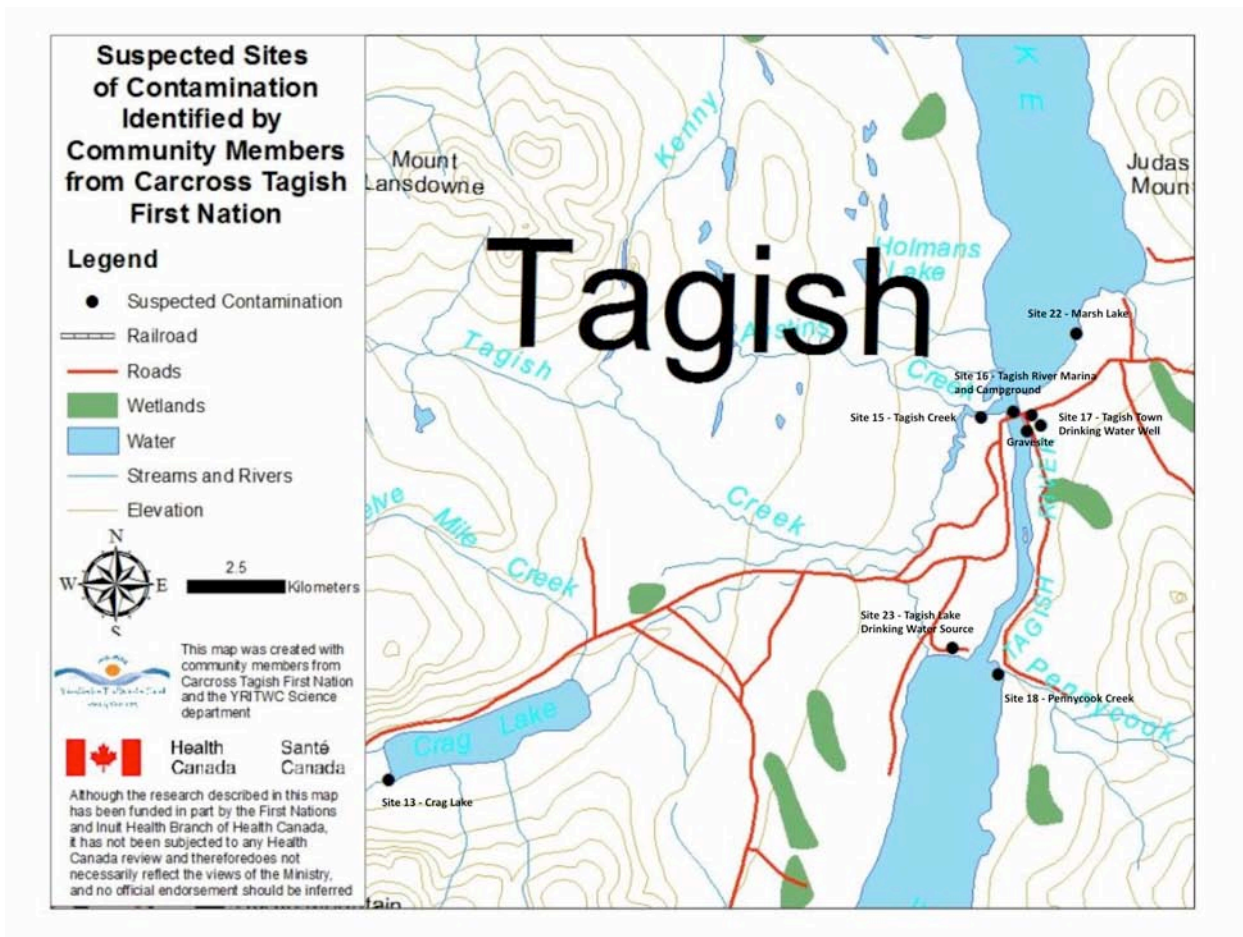 Suspected Sites
of Contamination
Identified by
Community Members
from Carcross Tagish
First Nation
Legend
Suspected Contamination
Railroad
Roads
Wetlands
Water
Streams and Rivers
Elevation
N
W E
S
2.5
Kilometers
This map was created with
community members from
Carcross Tagish First Nation
and the YRITWC Science
department
Health Santé
Canada Canada
Although the research described in this map
has been funded in part by the First Nations
and Inuit Health Branch of Health Canada,
it has not been subjected to any Health
Canada review and thereforedoes not
necessarily reflect the views of the Ministry,
and no official endorsement should be inferred
K
E
Kenny
Mount
Lansdowne
Judas
Moun
Holmans
Lake
Tagish
Site 22 - Marsh Lake
Tagish
Creek
Site 16 - Tagish River Marina
and Campground
Site 15 - Tagish Creek
Site 17 - Tagish Town
Drinking Water Well
Gravesite
RIVER
elve Mile
Creek
Creek
TAGISH
Site 23 - Tagish Lake
Drinking Water Source
Site 18 - Pennycook Creek
Pennycook
Crag Lake
Site 13 - Crag Lake
tain